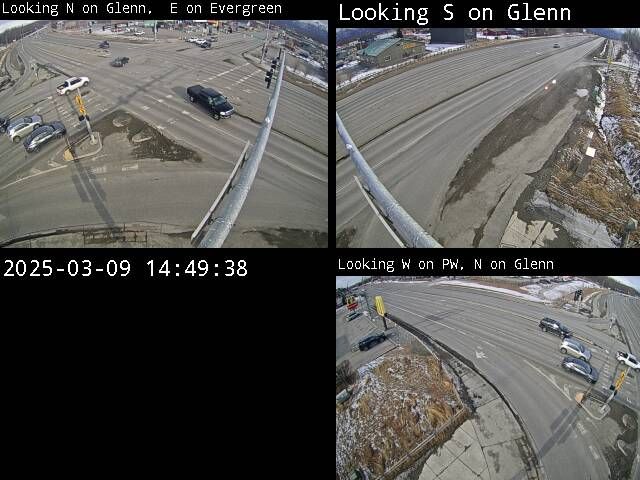 Looking N on Glenn, E on Evergreen
Looking S on Glenn
2025-03-09 14:49:38
Looking W on PW, N on Glenn